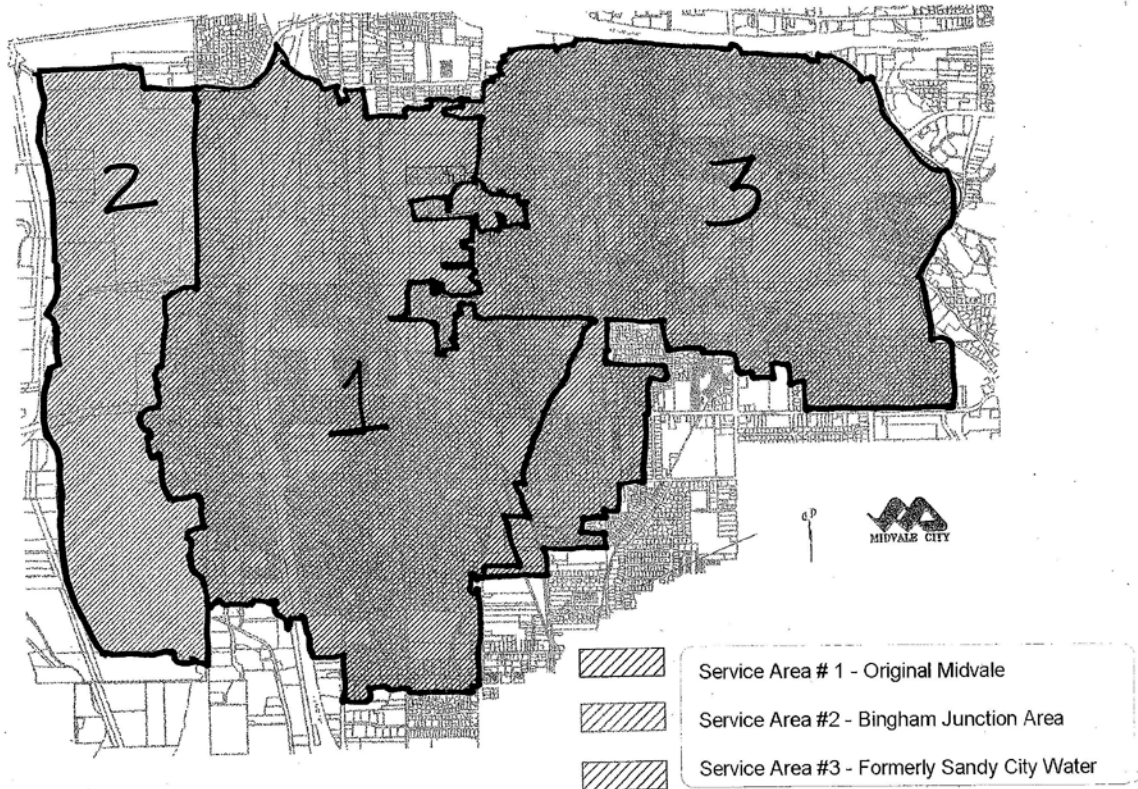 2
3
1
MIDVALE CITY
Service Area # 1 - Original Midvale
Service Area #2 - Bingham Junction Area
Service Area #3 - Formerly Sandy City Water